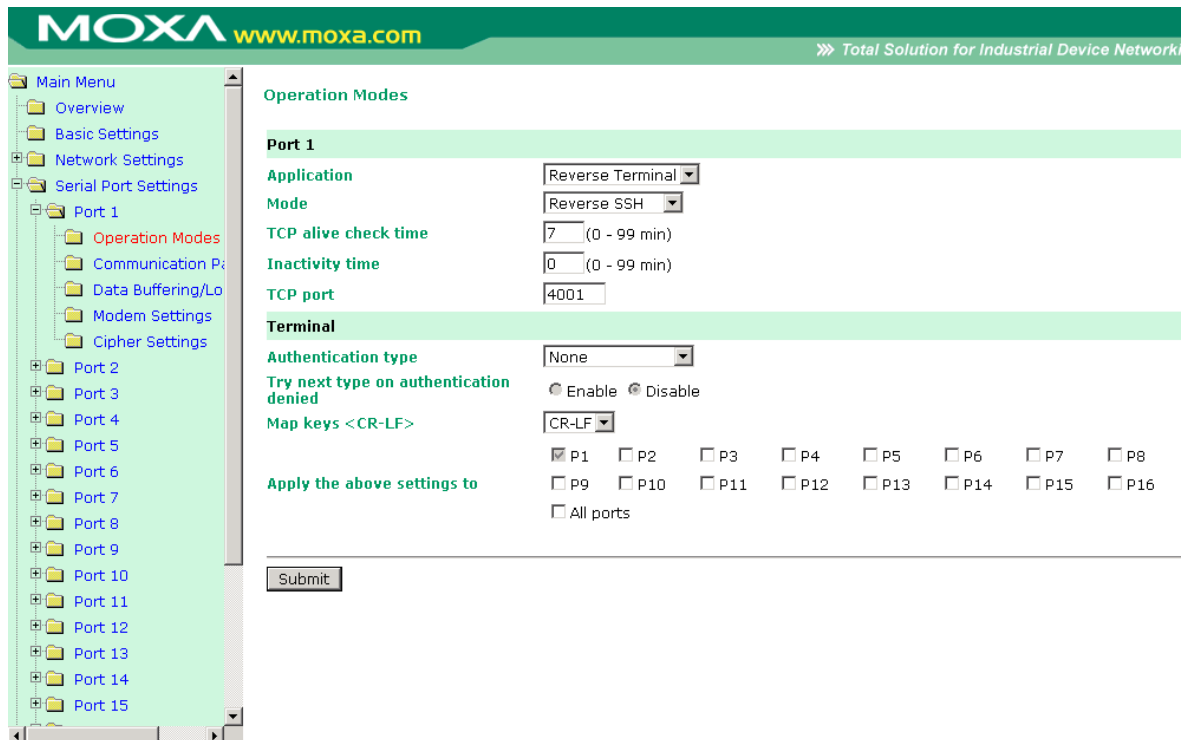 MOXA www.moxa.com
Total Solution for Industrial Device Networki
Main Menu
Overview
Basic Settings
Network Settings
Serial Port Settings
Port 1
Operation Modes
Communication Pa
Data Buffering/Lo
Modem Settings
Cipher Settings
Port 2
Port 3
Port 4
Port 5
Port 6
Port 7
Port 8
Port 9
Port 10
Port 11
Port 12
Port 13
Port 14
Port 15
Operation Modes
Port 1
Application Reverse Terminal
Mode Reverse SSH
TCP alive check time 7 (0 - 99 min)
Inactivity time 0 (0 - 99 min)
TCP port 4001
Terminal
Authentication type None
Try next type on authentication
denied
Enable Disable
Map keys <CR-LF> CR-LF
P1 P2 P3 P4 P5 P6 P7 P8
Apply the above settings to P9 P10 P11 P12 P13 P14 P15 P16
All ports
Submit